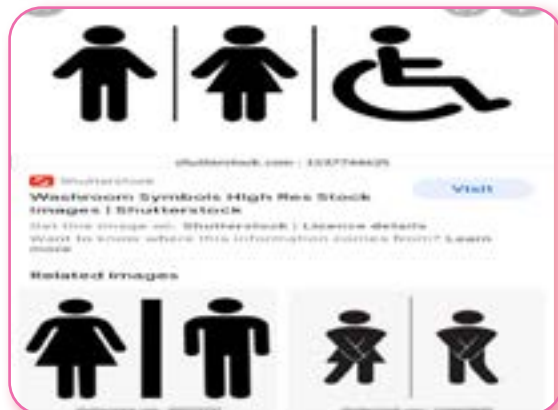 shutterstock.com · 1537744625
Shutterstock
Washroom Symbols High Res Stock
Images | Shutterstock
Visit
Get this image on: Shutterstock | Licence details
Want to know where this information comes from? Learn
more
Related images